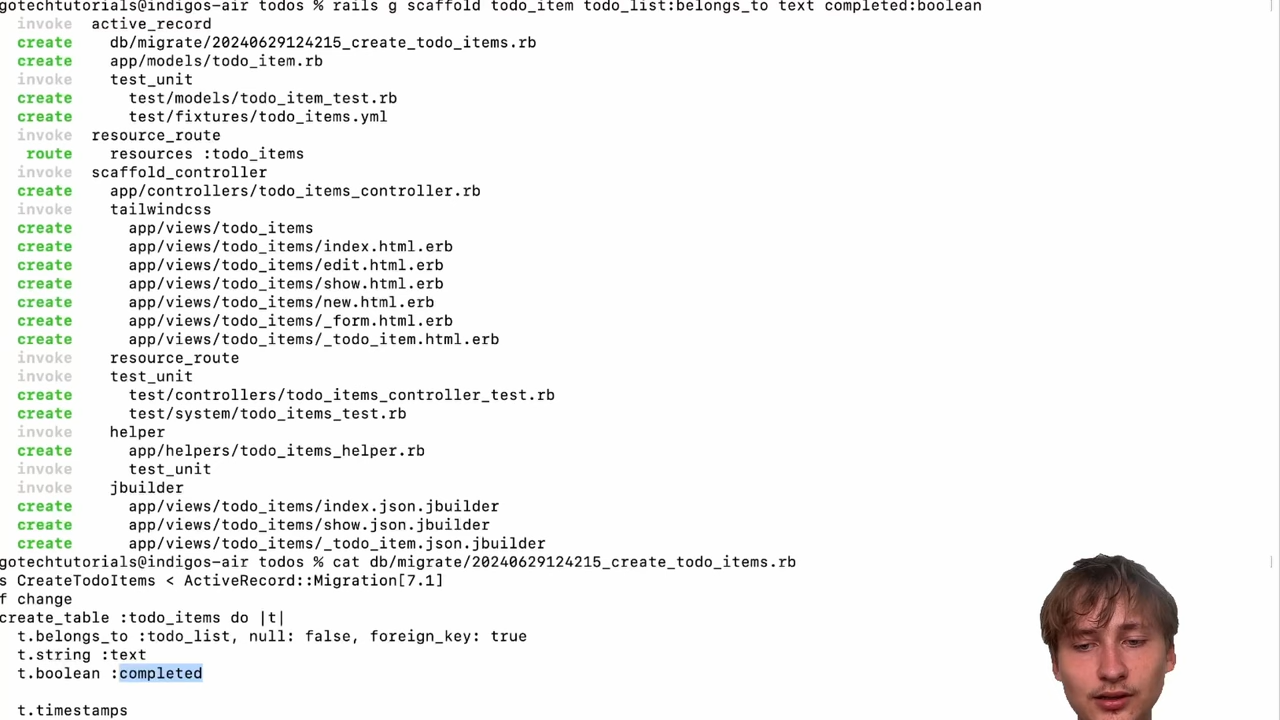 gotechtutorials@indigos-air todos % rails g scaffold todo_item todo_list:belongs_to text completed:boolean
invoke  active_record
create    db/migrate/20240629124215_create_todo_items.rb
create    app/models/todo_item.rb
invoke    test_unit
create      test/models/todo_item_test.rb
create      test/fixtures/todo_items.yml
invoke  resource_route
route    resources :todo_items
invoke  scaffold_controller
create    app/controllers/todo_items_controller.rb
invoke    tailwindcss
create      app/views/todo_items
create      app/views/todo_items/index.html.erb
create      app/views/todo_items/edit.html.erb
create      app/views/todo_items/show.html.erb
create      app/views/todo_items/new.html.erb
create      app/views/todo_items/_form.html.erb
create      app/views/todo_items/_todo_item.html.erb
invoke    resource_route
invoke    test_unit
create      test/controllers/todo_items_controller_test.rb
create      test/system/todo_items_test.rb
invoke    helper
create      app/helpers/todo_items_helper.rb
invoke      test_unit
invoke    jbuilder
create      app/views/todo_items/index.json.jbuilder
create      app/views/todo_items/show.json.jbuilder
create      app/views/todo_items/_todo_item.json.jbuilder
gotechtutorials@indigos-air todos % cat db/migrate/20240629124215_create_todo_items.rb
s CreateTodoItems < ActiveRecord::Migration[7.1]
f change
create_table :todo_items do |t|
t.belongs_to :todo_list, null: false, foreign_key: true
t.string :text
t.boolean :completed
t.timestamps